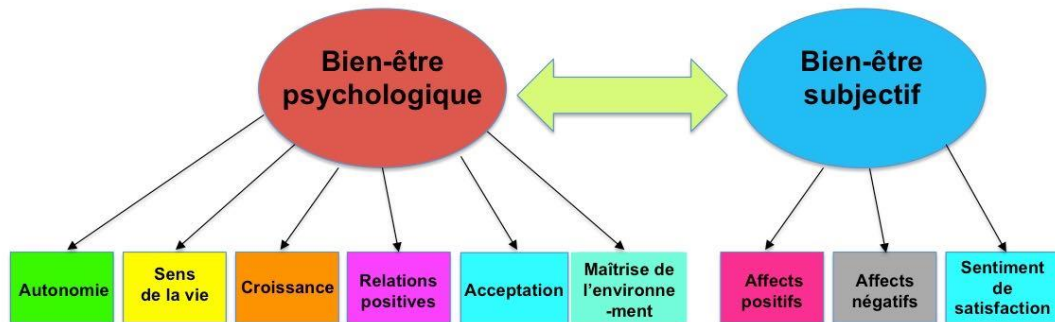 Bien-être
psychologique
Bien-être
subjectif
Autonomie
Sens
de la vie
Croissance
Relations
positives
Acceptation
Maîtrise de
l’environne
-ment
Affects
positifs
Affects
négatifs
Sentiment
de
satisfaction